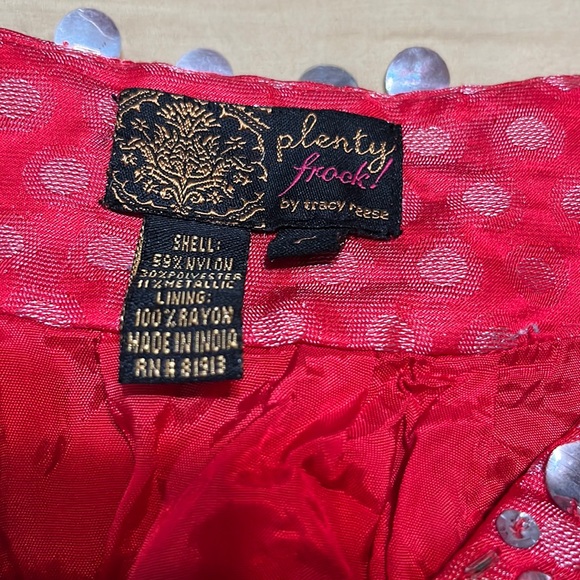 plenty
frock!
by tracy reese
SHELL:
59% NYLON
30% POLYESTER
11% METALLIC
LINING:
100% RAYON
MADE IN INDIA
RN # 81913